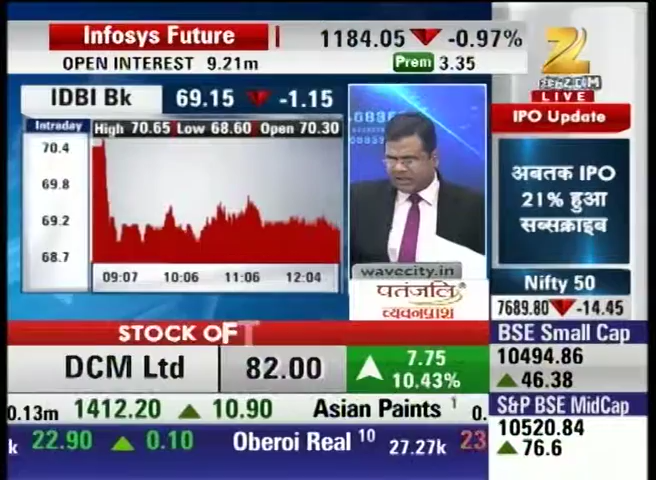 Infosys Future
1184.05 -0.97%
OPEN INTEREST 9.21m
Prem 3.35
LIVE
IDBI Bk 69.15 -1.15
Intraday High 70.65 Low 68.60 Open 70.30
70.4
69.8
69.2
68.7
09:07 10:06 11:06 12:04
wavecity.in
पतंजलि
च्यवनप्राश
IPO Update
अबतक IPO
21% हुआ
सब्सक्राइब
Nifty 50
7689.80 -14.45
STOCK OF T
DCM Ltd 82.00 7.75
10.43%
BSE Small Cap
10494.86
46.38
S&P BSE MidCap
10520.84
76.6
0.13m 1412.20 10.90 Asian Paints 1 0.
k 22.90 0.10 Oberoi Real 10 27.27k 23